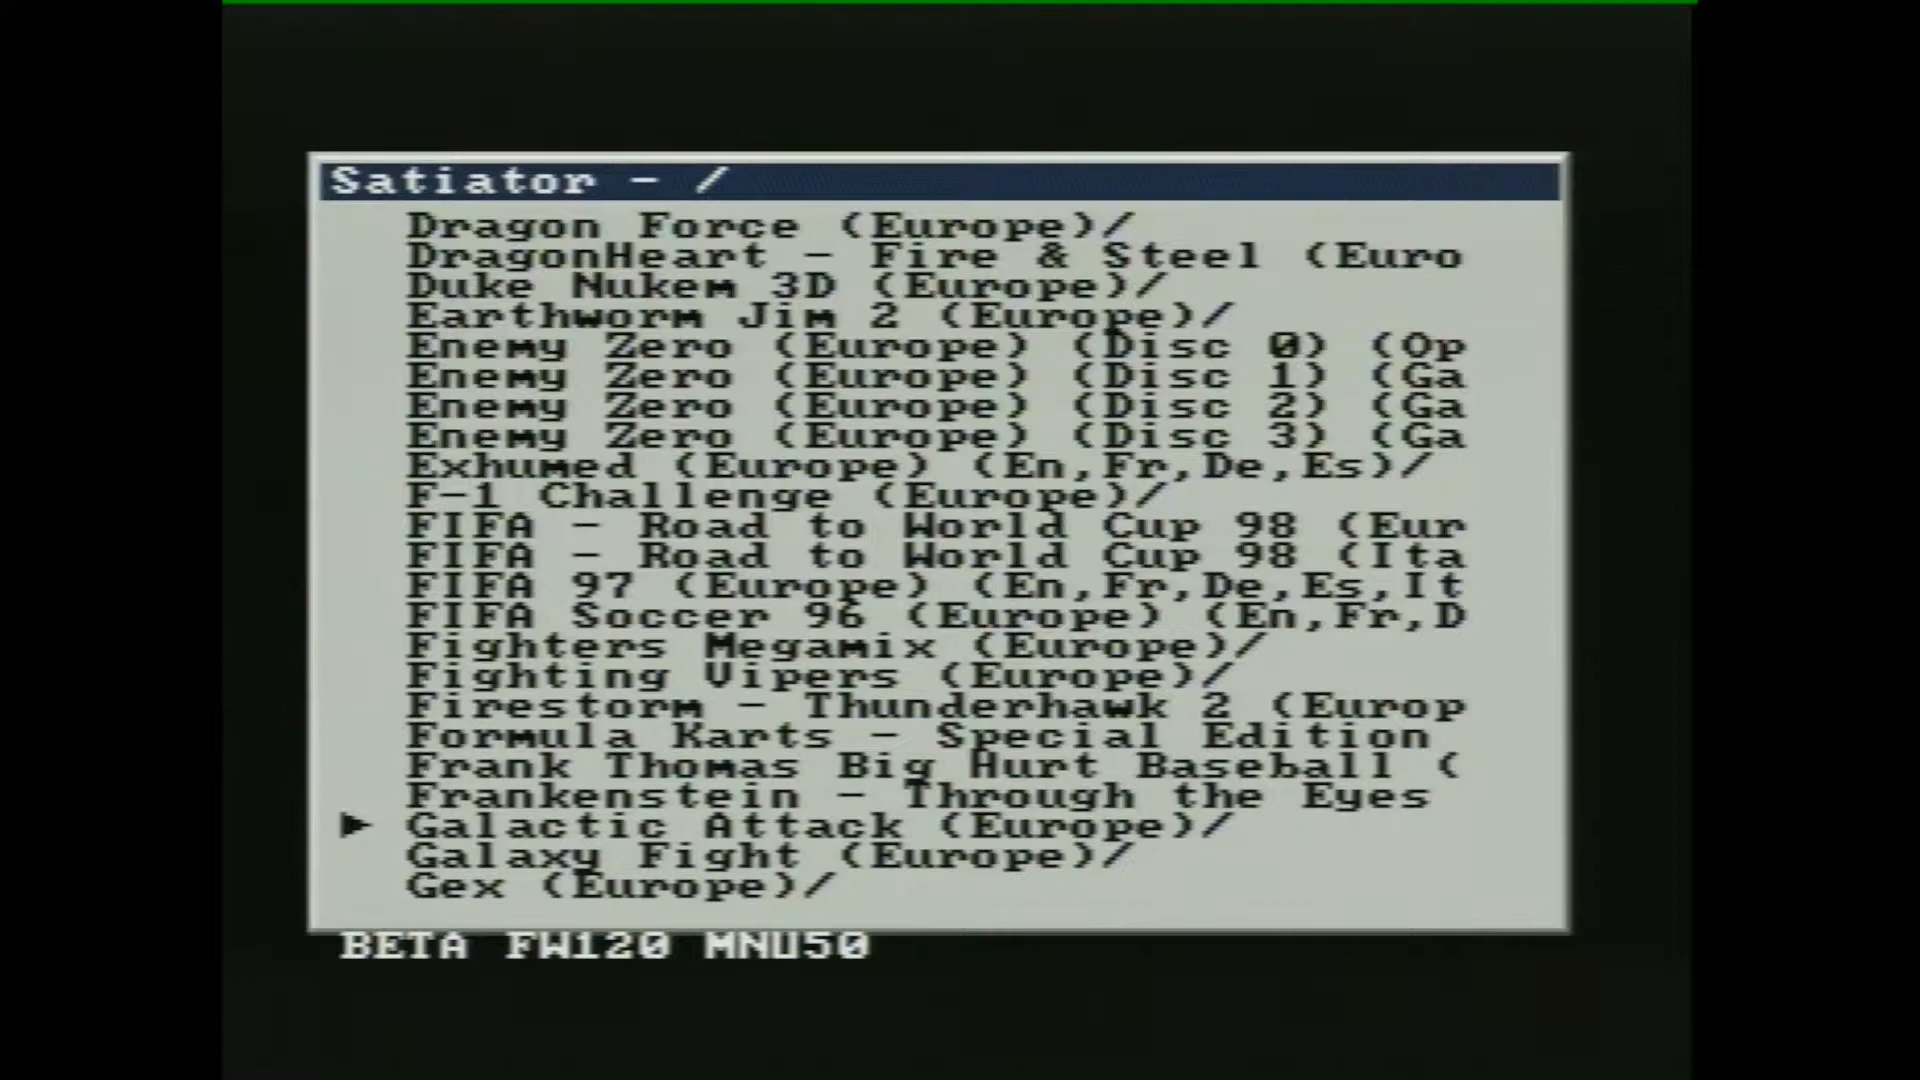 Satiator - /
Dragon Force (Europe)/
DragonHeart - Fire & Steel (Euro
Duke Nukem 3D (Europe)/
Earthworm Jim 2 (Europe)/
Enemy Zero (Europe) (Disc 0) (Op
Enemy Zero (Europe) (Disc 1) (Ga
Enemy Zero (Europe) (Disc 2) (Ga
Enemy Zero (Europe) (Disc 3) (Ga
Exhumed (Europe) (En,Fr,De,Es)/
F-1 Challenge (Europe)/
FIFA - Road to World Cup 98 (Eur
FIFA - Road to World Cup 98 (Ita
FIFA 97 (Europe) (En,Fr,De,Es,It
FIFA Soccer 96 (Europe) (En,Fr,D
Fighters Megamix (Europe)/
Fighting Vipers (Europe)/
Firestorm - Thunderhawk 2 (Europ
Formula Karts - Special Edition
Frank Thomas Big Hurt Baseball (
Frankenstein - Through the Eyes
Galactic Attack (Europe)/
Galaxy Fight (Europe)/
Gex (Europe)/
BETA FW120 MNU50